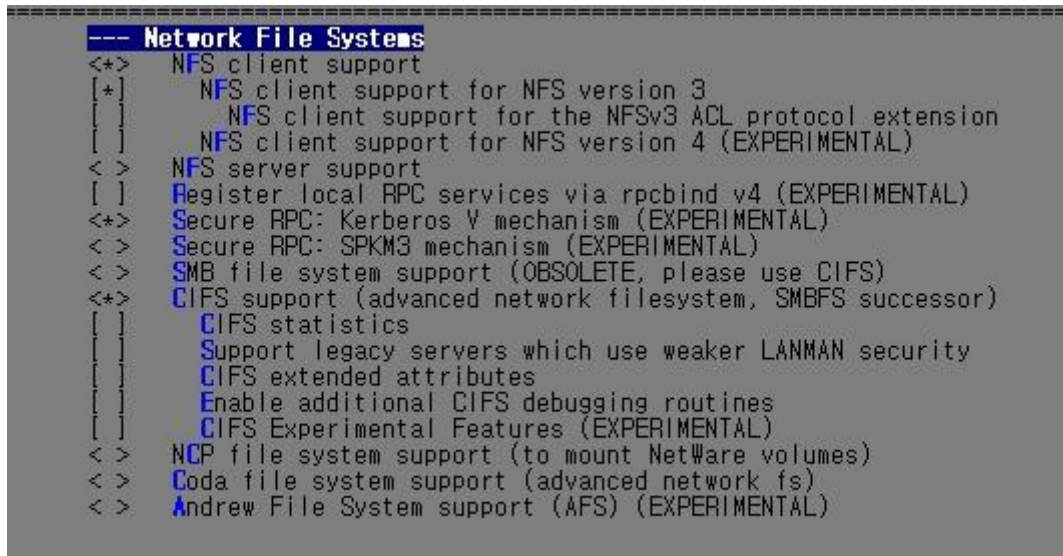 --- Network File Systems
<*> NFS client support
[*] NFS client support for NFS version 3
[ ] NFS client support for the NFSv3 ACL protocol extension
[ ] NFS client support for NFS version 4 (EXPERIMENTAL)
< > NFS server support
[ ] Register local RPC services via rpcbind v4 (EXPERIMENTAL)
<*> Secure RPC: Kerberos V mechanism (EXPERIMENTAL)
< > Secure RPC: SPKM3 mechanism (EXPERIMENTAL)
< > SMB file system support (OBSOLETE, please use CIFS)
<*> CIFS support (advanced network filesystem, SMBFS successor)
[ ] CIFS statistics
[ ] Support legacy servers which use weaker LANMAN security
[ ] CIFS extended attributes
[ ] Enable additional CIFS debugging routines
[ ] CIFS Experimental Features (EXPERIMENTAL)
< > NCP file system support (to mount NetWare volumes)
< > Coda file system support (advanced network fs)
< > Andrew File System support (AFS) (EXPERIMENTAL)